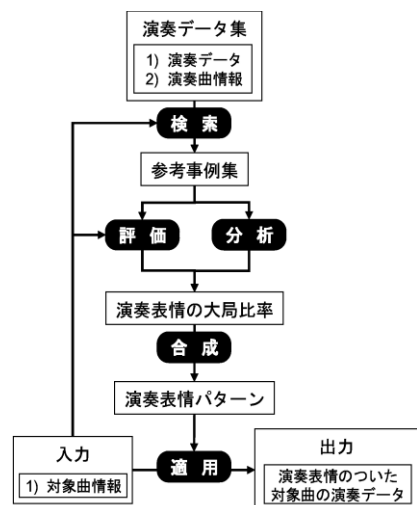 演奏データ集
1) 演奏データ
2) 演奏曲情報
検 索
参考事例集
評 価
分 析
演奏表情の大局比率
合 成
演奏表情パターン
入力
1) 対象曲情報
適 用
出力
演奏表情のついた
対象曲の演奏データ